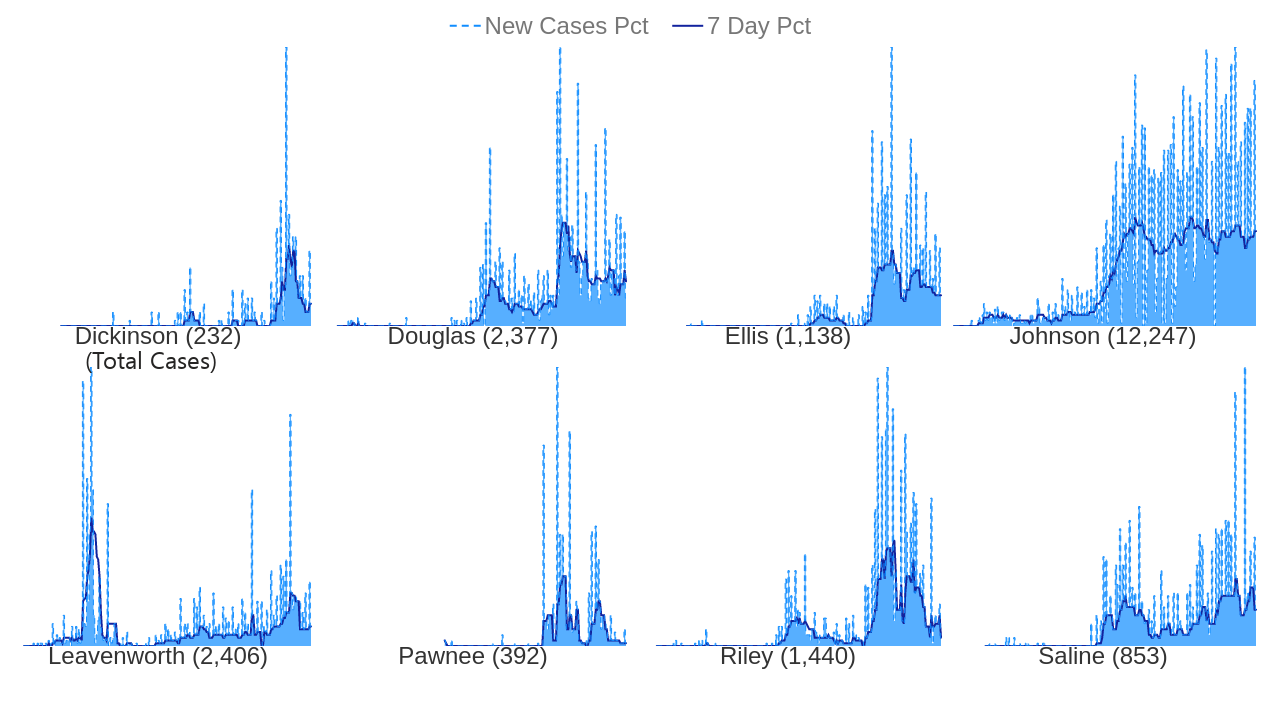 New Cases Pct 7 Day Pct
Dickinson (232) Douglas (2,377) Ellis (1,138) Johnson (12,247)
(Total Cases)
Leavenworth (2,406) Pawnee (392) Riley (1,440) Saline (853)